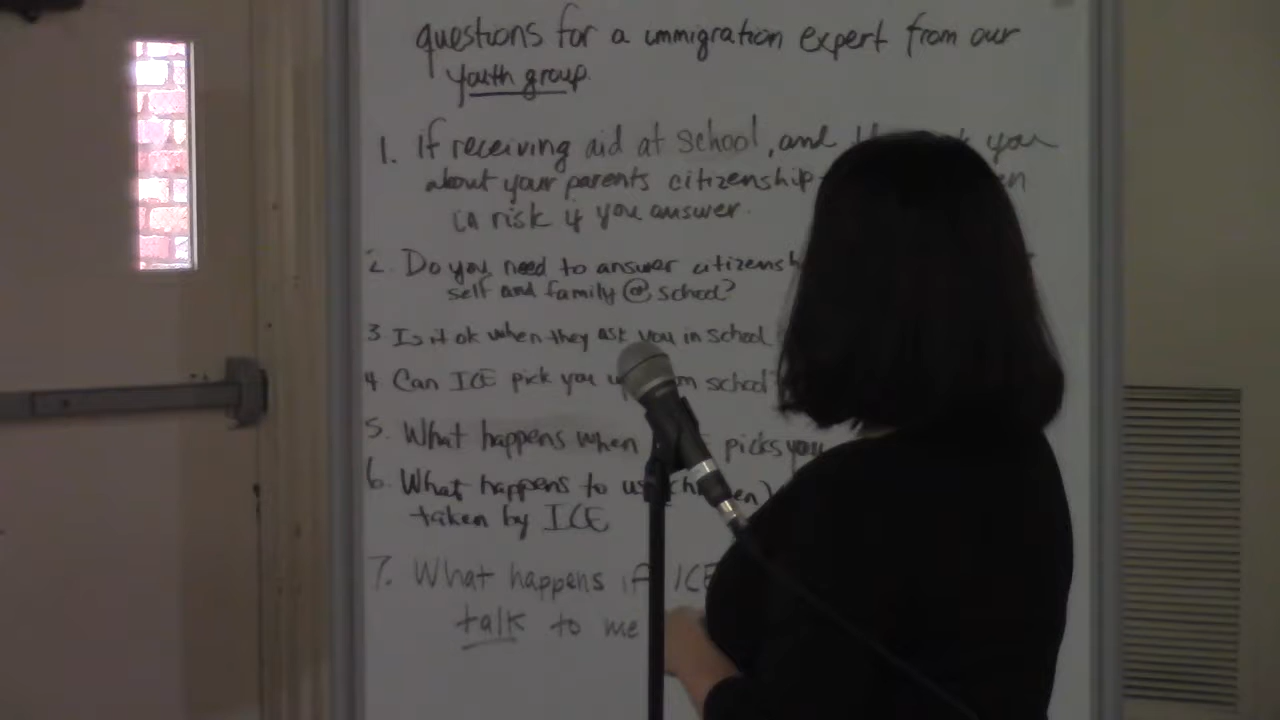 questions for a immigration expert from our
youth group.
1. If receiving aid at school, and you
about your parents citizenship
in risk if you answer.
2. Do you need to answer
self and family @ school?
3 Is it ok when they ask you in school
4 Can ICE pick you school?
5. What happens when picks you
6. What happens to us
taken by ICE
7. What happens if ICE
talk to me